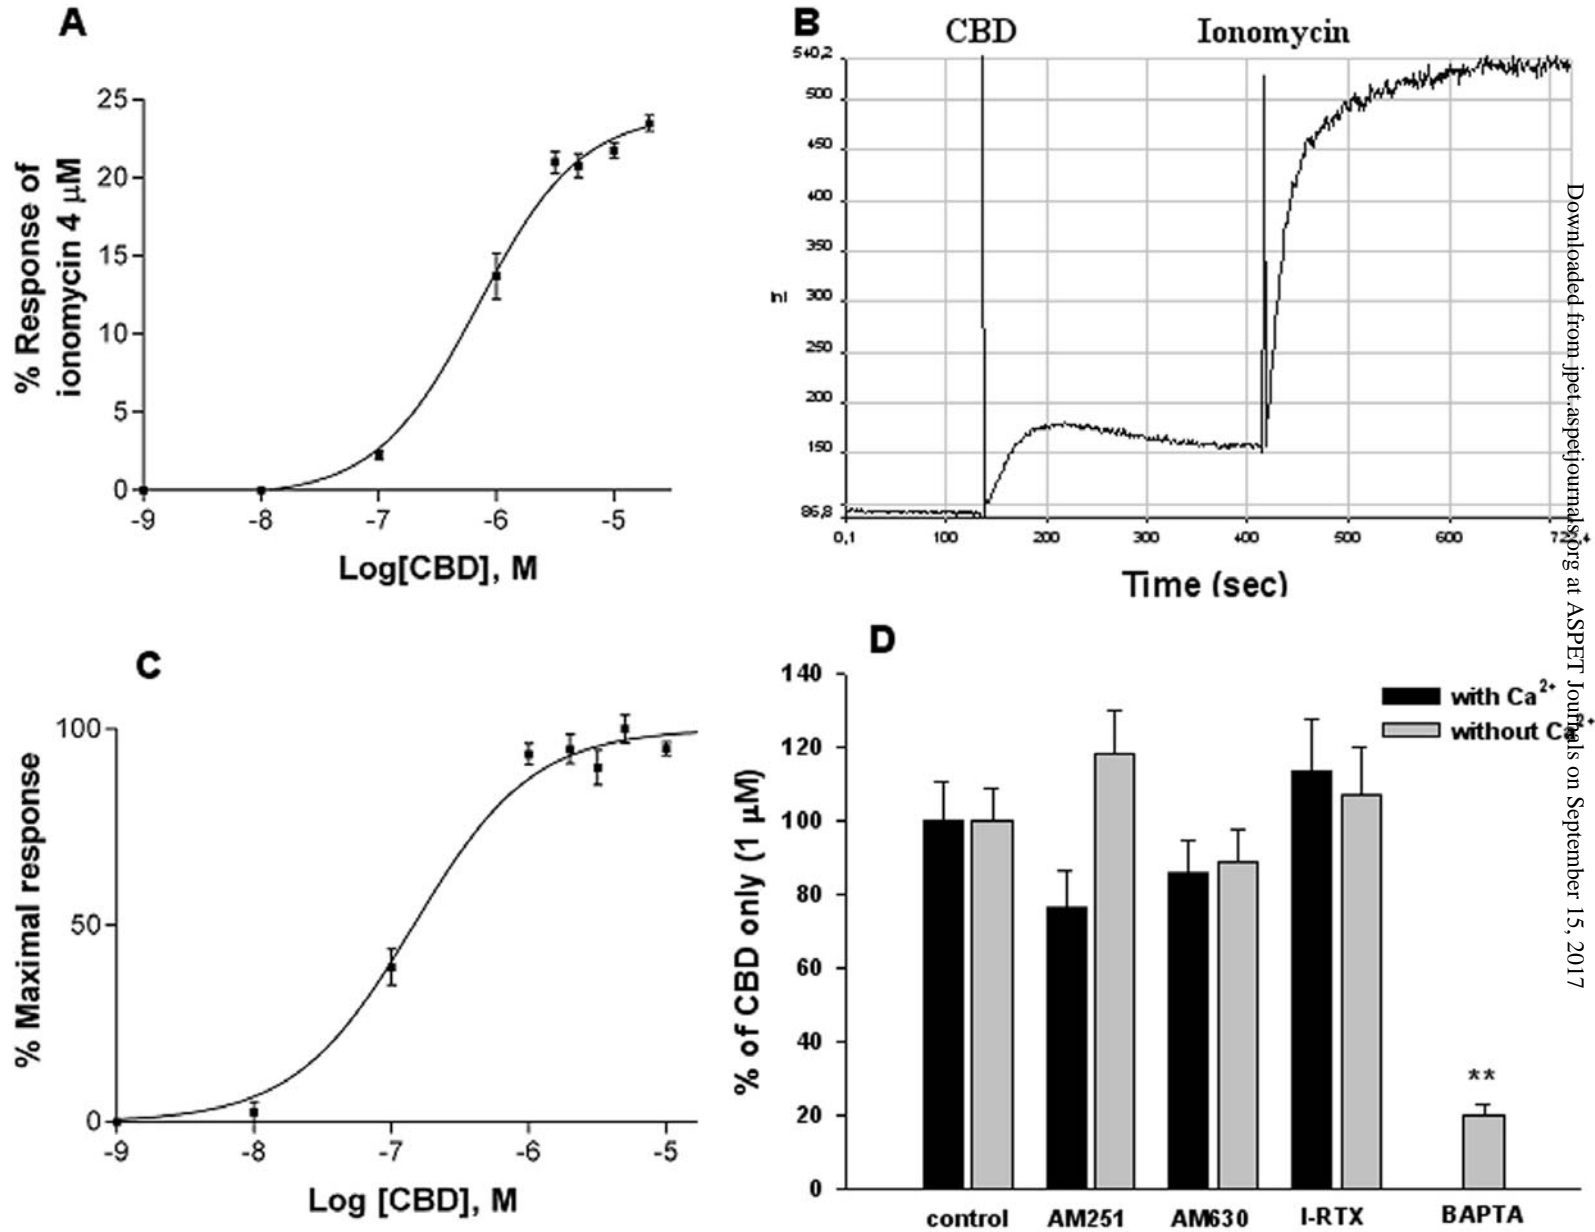 A
25
20
15
10
5
0
-9
-8
-7
-6
-5
% Response of
ionomycin 4 μM
Log[CBD], M
B
CBD
Ionomycin
540,2
500
450
400
350
300
250
200
150
86,8
Int
0,1
100
200
300
400
500
600
Time (sec)
C
100
50
0
-9
-8
-7
-6
-5
% Maximal response
Log [CBD], M
D
140
120
100
80
60
40
20
0
% of CBD only (1 μM)
with Ca2+
without Ca2+
**
control
AM251
AM630
I-RTX
BAPTA
Downloaded from jpet.aspetjournals.org at ASPET Journals on September 15, 2017